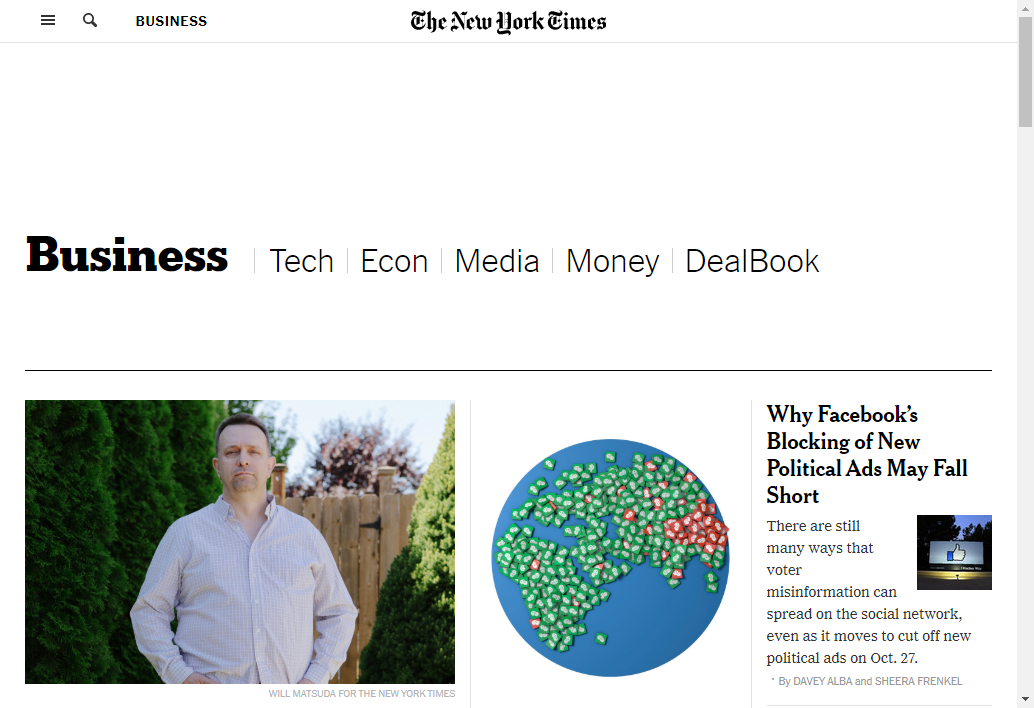 BUSINESS
The New York Times
Business
Tech
Econ
Media
Money
DealBook
WILL MATSUDA FOR THE NEW YORK TIMES
Why Facebook's
Blocking of New
Political Ads May Fall
Short
There are still
many ways that
voter
misinformation can
spread on the social network,
even as it moves to cut off new
political ads on Oct. 27.
· By DAVEY ALBA and SHEERA FRENKEL